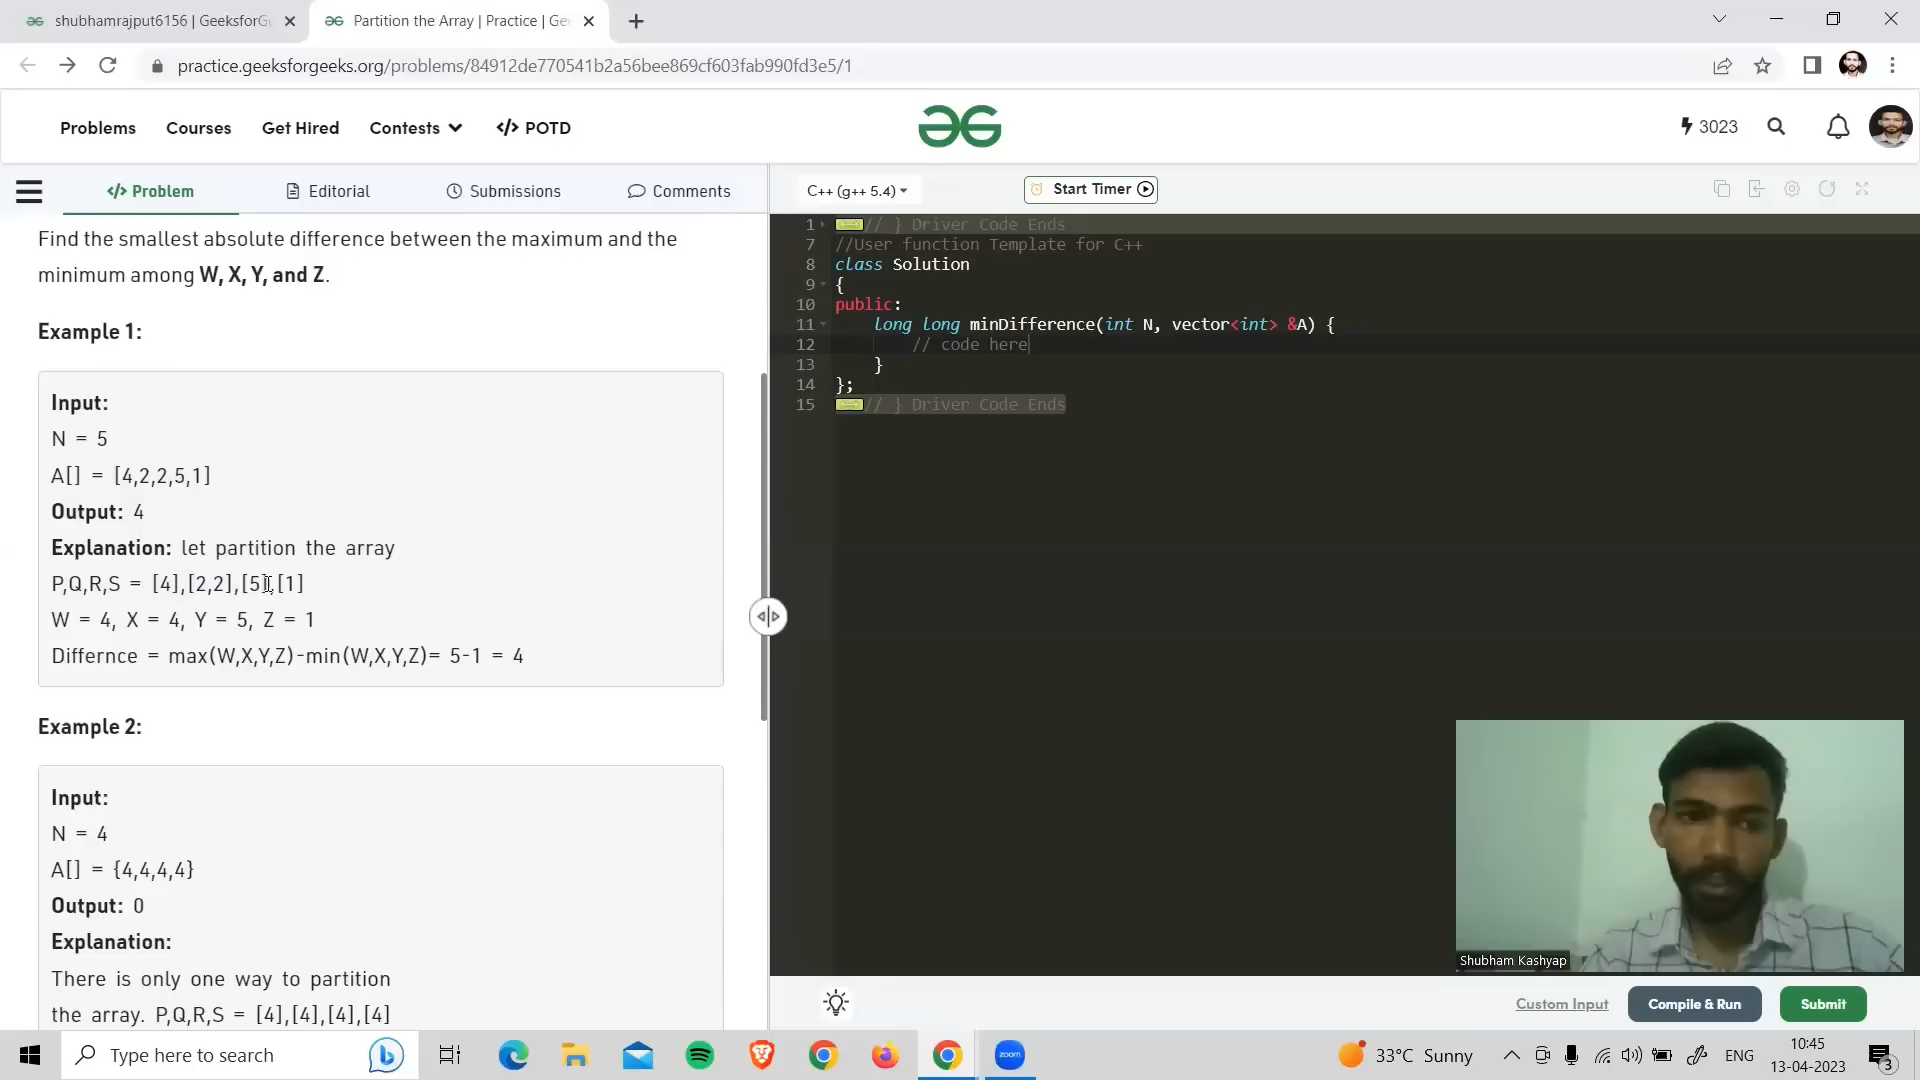 shubhamrajput6156 | GeeksforG
Partition the Array | Practice | Ge
practice.geeksforgeeks.org/problems/84912de770541b2a56bee869cf603fab990fd3e5/1
Problems
Courses
Get Hired
Contests
</> POTD
3023
</> Problem
Editorial
Submissions
Comments
C++ (g++ 5.4)
Start Timer
Find the smallest absolute difference between the maximum and the
minimum among W, X, Y, and Z.
Example 1:
Input:
N = 5
A[] = [4,2,2,5,1]
Output: 4
Explanation: let partition the array
P,Q,R,S = [4],[2,2],[5],[1]
W = 4, X = 4, Y = 5, Z = 1
Differnce = max(W,X,Y,Z)-min(W,X,Y,Z)= 5-1 = 4
Example 2:
Input:
N = 4
A[] = {4,4,4,4}
Output: 0
Explanation:
There is only one way to partition
the array. P,Q,R,S = [4],[4],[4],[4]
1 // } Driver Code Ends
7 //User function Template for C++
8 class Solution
9 {
10 public:
11 long long minDifference(int N, vector<int> &A) {
12 // code here
13 }
14 };
15 // } Driver Code Ends
Shubham Kashyap
Custom Input
Compile & Run
Submit
Type here to search
zoom
33°C Sunny
ENG
10:45
13-04-2023
3